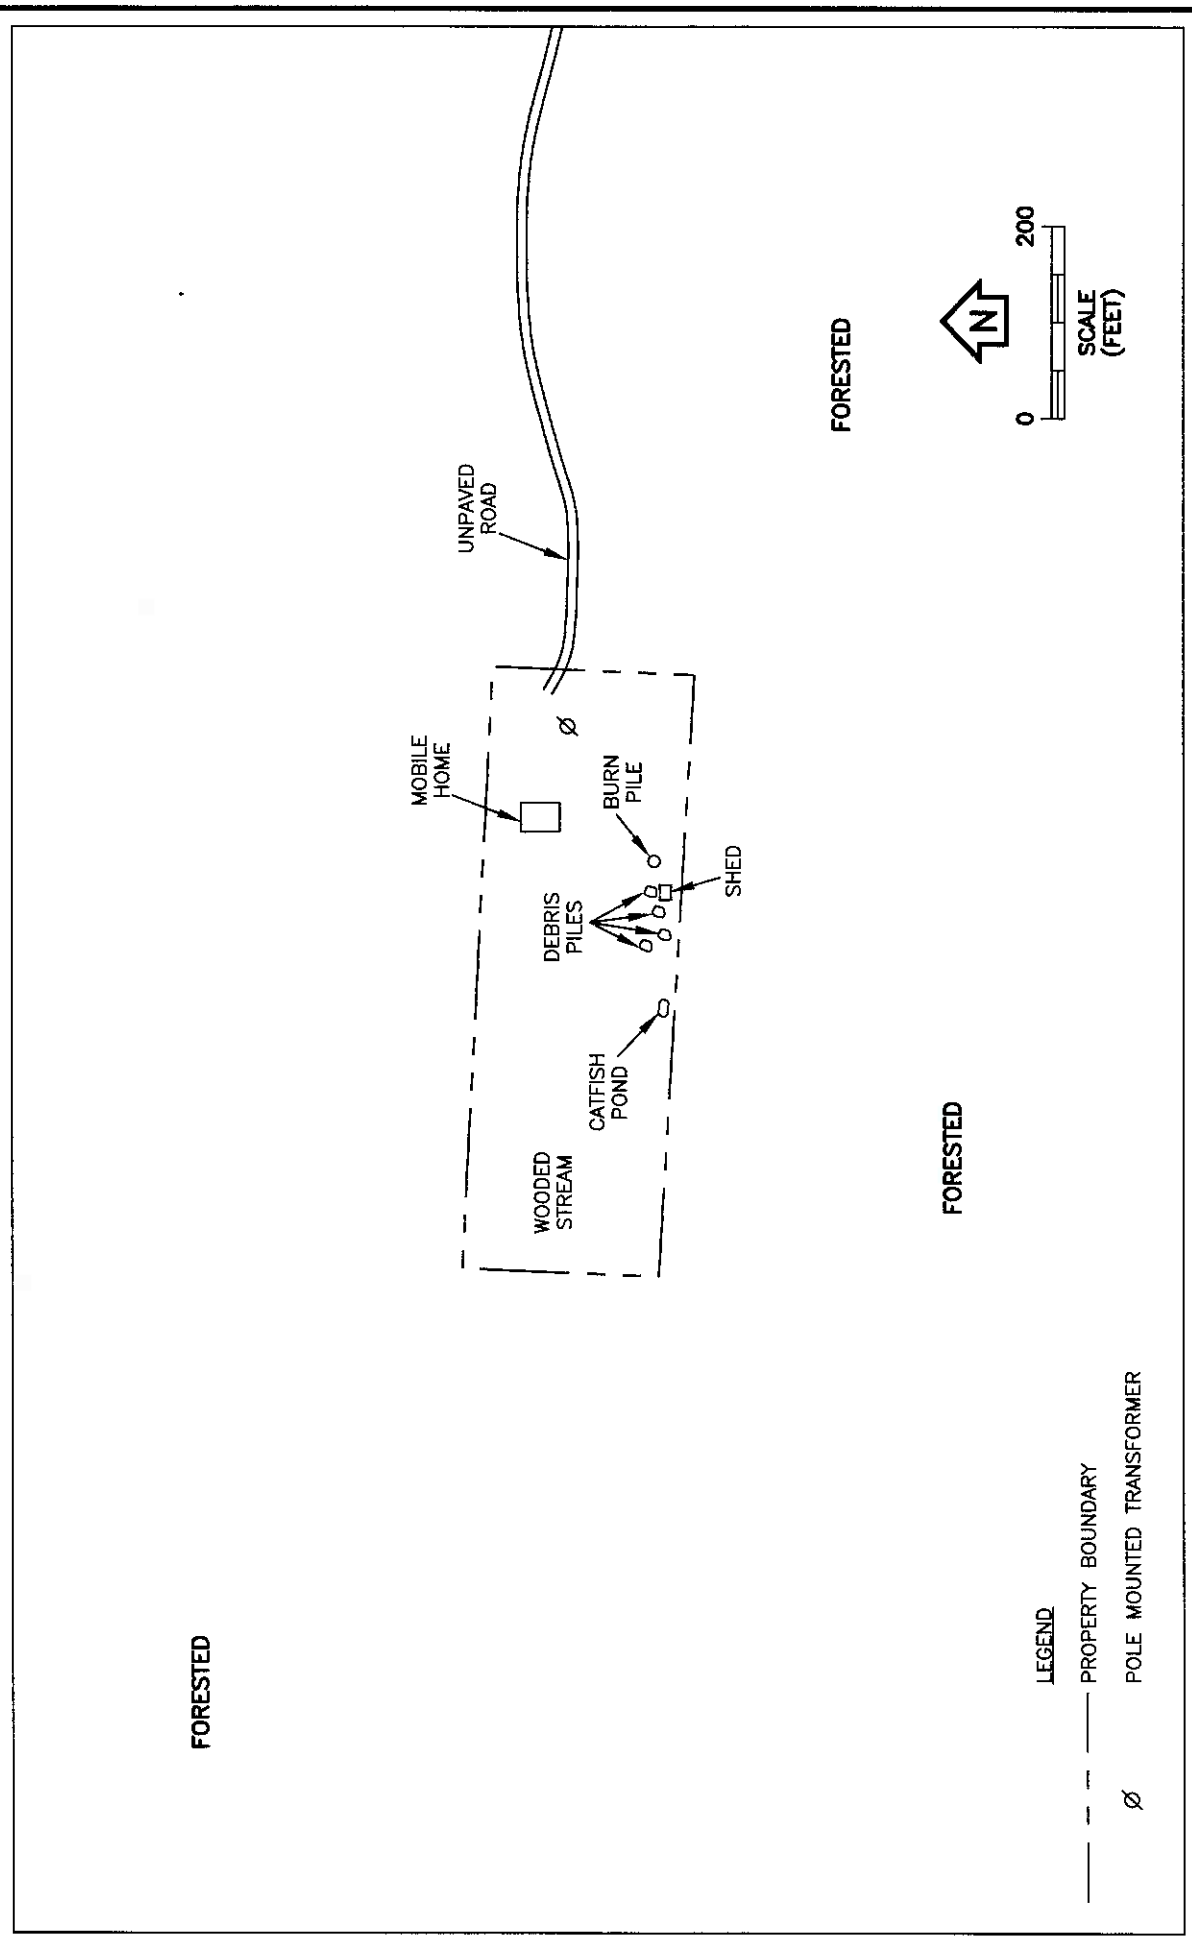 FORESTED
UNPAVED
ROAD
MOBILE
HOME
BURN
PILE
DEBRIS
PILES
SHED
CATFISH
POND
WOODED
STREAM
FORESTED
FORESTED
N
0 200
SCALE
(FEET)
LEGEND
PROPERTY BOUNDARY
Ø POLE MOUNTED TRANSFORMER